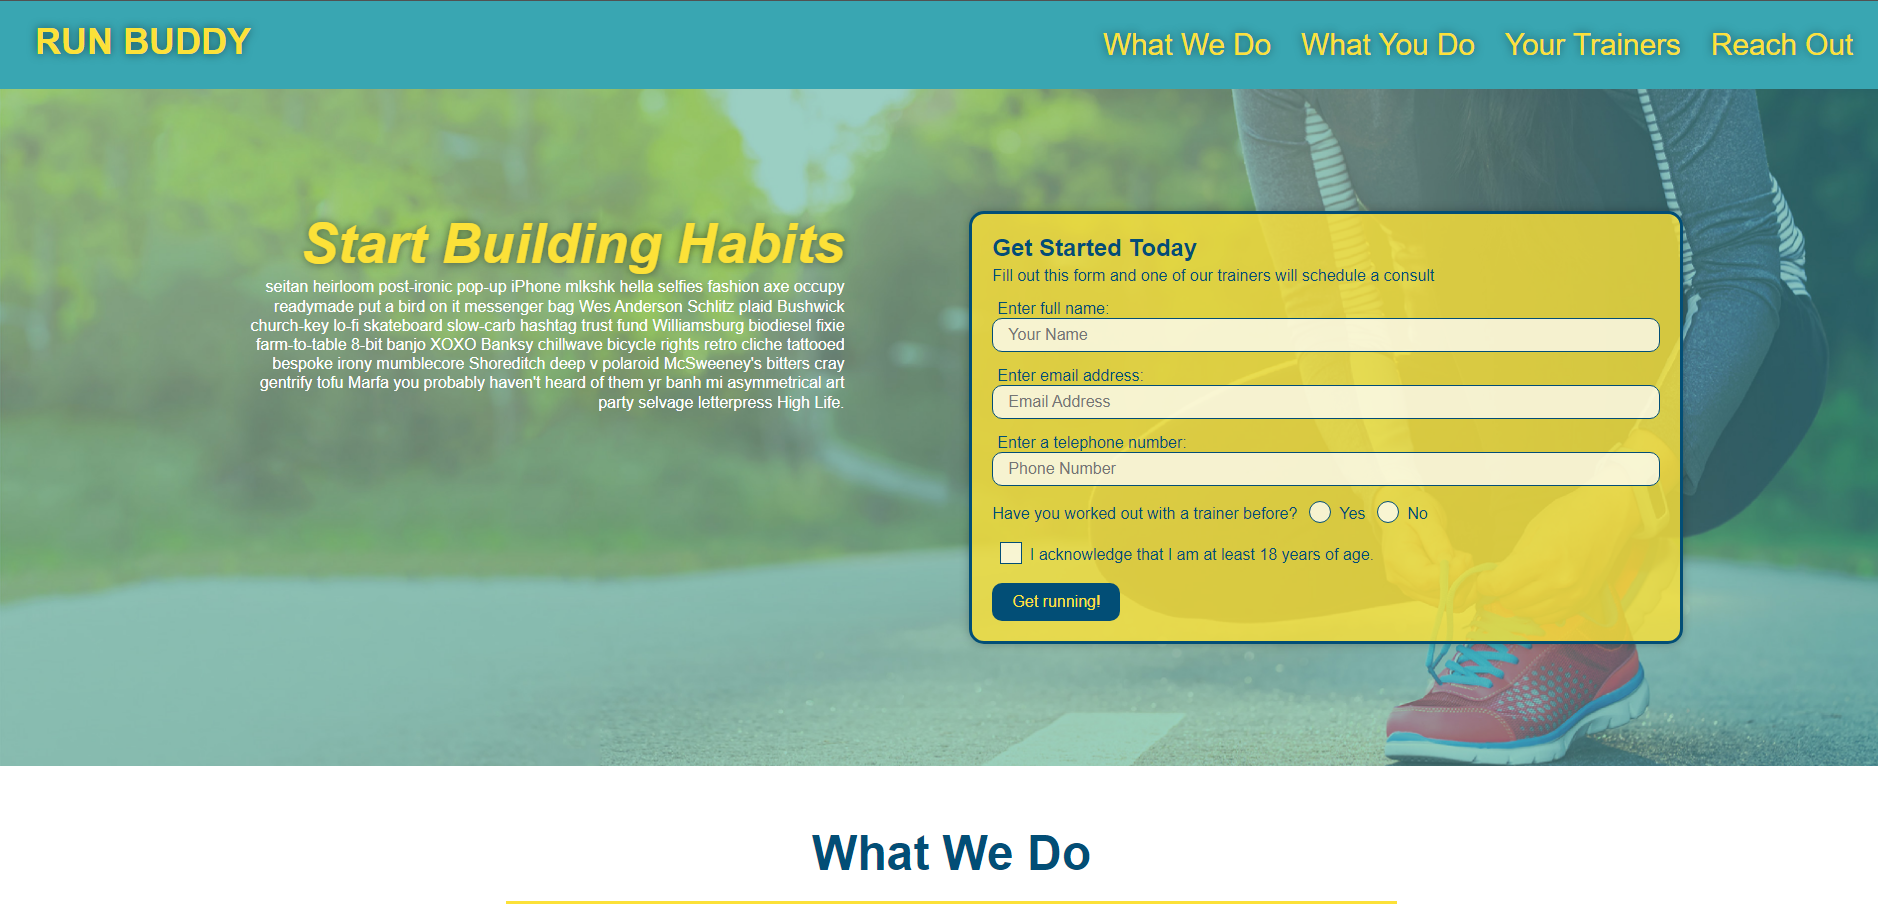 RUN BUDDY
What We Do What You Do Your Trainers Reach Out
Start Building Habits
seitan heirloom post-ironic pop-up iPhone mlkshk hella selfies fashion axe occupy
readymade put a bird on it messenger bag Wes Anderson Schlitz plaid Bushwick
church-key lo-fi skateboard slow-carb hashtag trust fund Williamsburg biodiesel fixie
farm-to-table 8-bit banjo XOXO Banksy chillwave bicycle rights retro cliche tattooed
bespoke irony mumblecore Shoreditch deep v polaroid McSweeney's bitters cray
gentrify tofu Marfa you probably haven't heard of them yr banh mi asymmetrical art
party selvage letterpress High Life.
Get Started Today
Fill out this form and one of our trainers will schedule a consult
Enter full name:
Your Name
Enter email address:
Email Address
Enter a telephone number:
Phone Number
Have you worked out with a trainer before? Yes No
I acknowledge that I am at least 18 years of age.
Get running!
What We Do